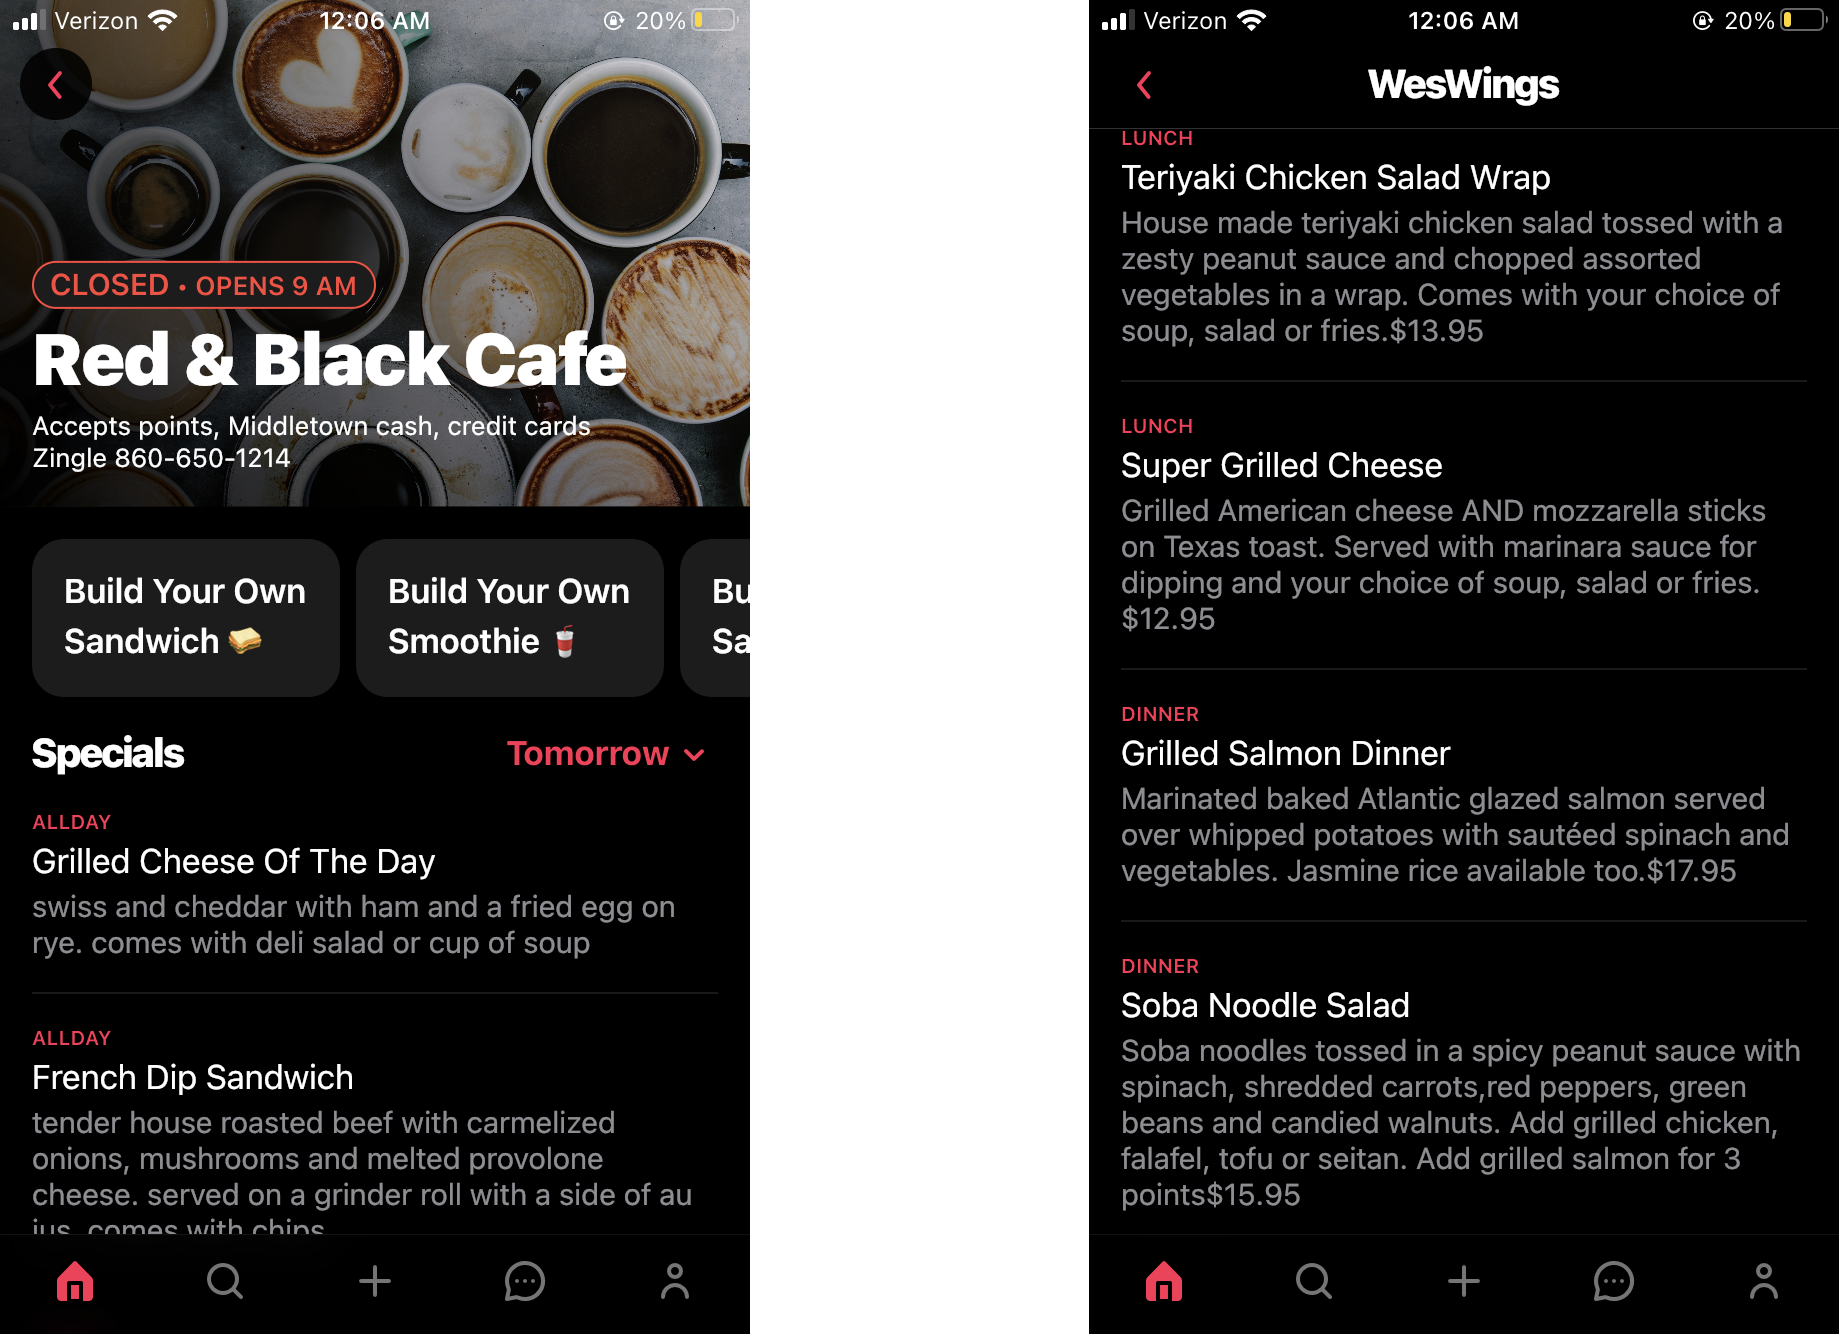 Verizon 12:06 AM 20%
CLOSED • OPENS 9 AM
Red & Black Cafe
Accepts points, Middletown cash, credit cards
Zingle 860-650-1214
Build Your Own
Sandwich
Build Your Own
Smoothie
Bu
Sa
Specials
Tomorrow
ALLDAY
Grilled Cheese Of The Day
swiss and cheddar with ham and a fried egg on
rye. comes with deli salad or cup of soup
ALLDAY
French Dip Sandwich
tender house roasted beef with carmelized
onions, mushrooms and melted provolone
cheese. served on a grinder roll with a side of au
jus. comes with chips
Verizon 12:06 AM 20%
WesWings
LUNCH
Teriyaki Chicken Salad Wrap
House made teriyaki chicken salad tossed with a
zesty peanut sauce and chopped assorted
vegetables in a wrap. Comes with your choice of
soup, salad or fries.$13.95
LUNCH
Super Grilled Cheese
Grilled American cheese AND mozzarella sticks
on Texas toast. Served with marinara sauce for
dipping and your choice of soup, salad or fries.
$12.95
DINNER
Grilled Salmon Dinner
Marinated baked Atlantic glazed salmon served
over whipped potatoes with sautéed spinach and
vegetables. Jasmine rice available too.$17.95
DINNER
Soba Noodle Salad
Soba noodles tossed in a spicy peanut sauce with
spinach, shredded carrots,red peppers, green
beans and candied walnuts. Add grilled chicken,
falafel, tofu or seitan. Add grilled salmon for 3
points$15.95